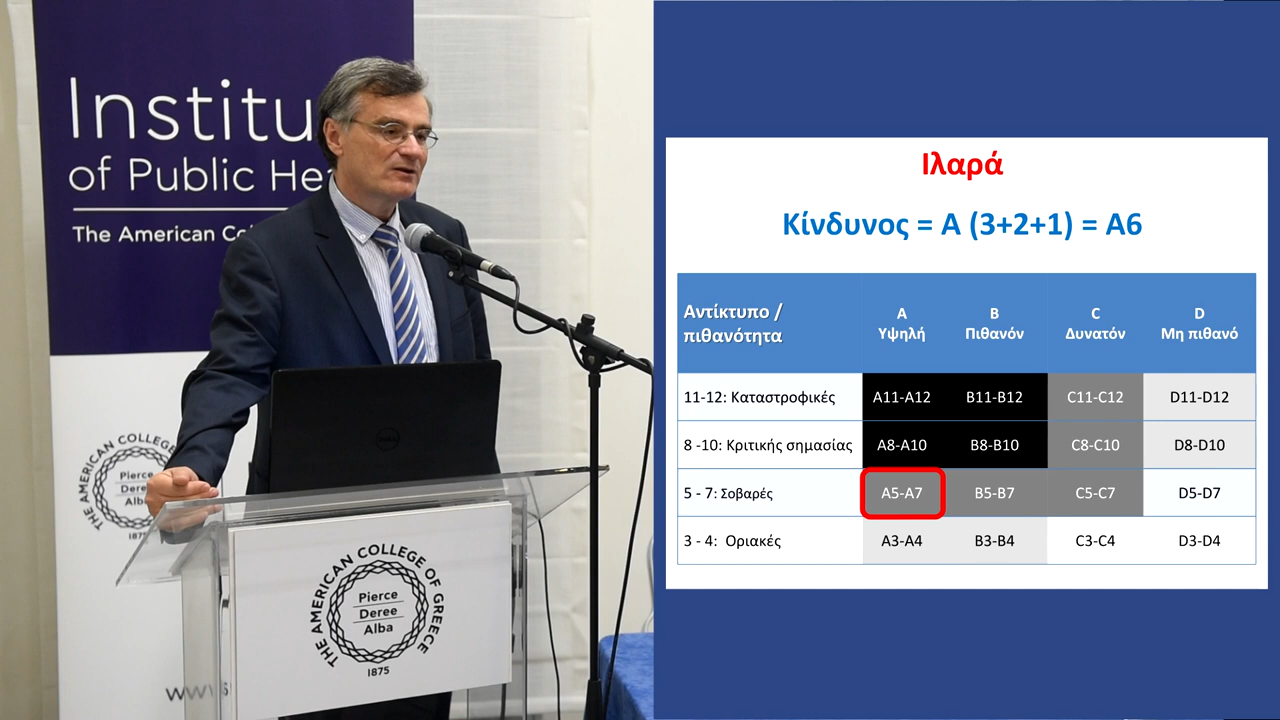 Institu
of Public Hea
The American Co
THE AMERICAN COLLEGE
Pierce
Deree
Alba
THE AMERICAN COLLEGE OF GREECE
Pierce
Deree
Alba
1875
DELL
Ιλαρά
Κίνδυνος = A (3+2+1) = A6
Αντίκτυπο / πιθανότητα A Υψηλή B Πιθανόν C Δυνατόν D Μη πιθανό
11-12: Καταστροφικές A11-A12 B11-B12 C11-C12 D11-D12
8 -10: Κριτικής σημασίας A8-A10 B8-B10 C8-C10 D8-D10
5 - 7: Σοβαρές A5-A7 B5-B7 C5-C7 D5-D7
3 - 4: Οριακές A3-A4 B3-B4 C3-C4 D3-D4